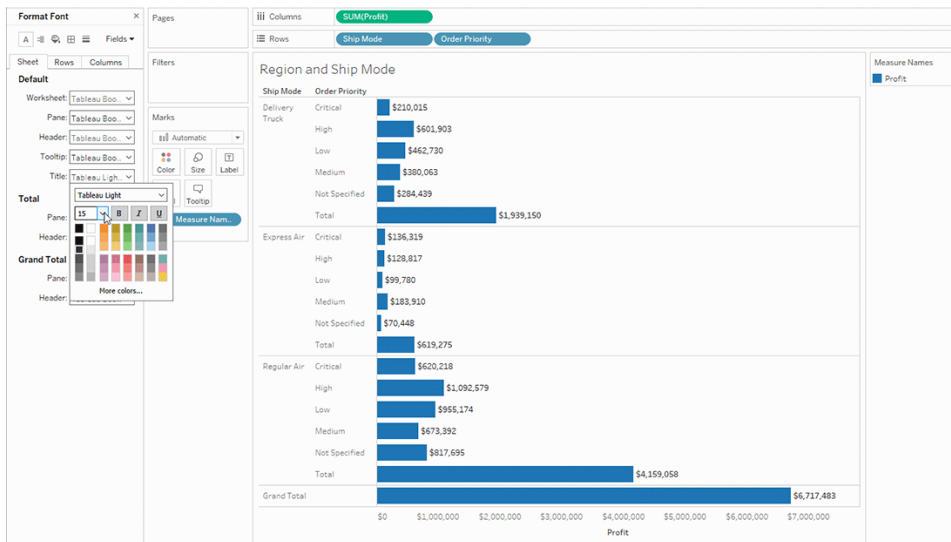 Format Font ×
A Fields
Sheet Rows Columns
Default
Worksheet: Tableau Boo..
Pane: Tableau Boo..
Header: Tableau Boo..
Tooltip: Tableau Boo..
Title: Tableau Ligh..
Tableau Light
15 B I U
More colors...
Total
Pane:
Header:
Grand Total
Pane:
Header:
Pages
Filters
Marks
Automatic
Color Size Label
Tooltip
Measure Nam..
Columns SUM(Profit)
Rows Ship Mode Order Priority
Region and Ship Mode
Ship Mode Order Priority
Delivery Truck Critical $210,015
High $601,903
Low $462,730
Medium $380,063
Not Specified $284,439
Total $1,939,150
Express Air Critical $136,319
High $128,817
Low $99,780
Medium $183,910
Not Specified $70,448
Total $619,275
Regular Air Critical $620,218
High $1,092,579
Low $955,174
Medium $673,392
Not Specified $817,695
Total $4,159,058
Grand Total $6,717,483
$0 $1,000,000 $2,000,000 $3,000,000 $4,000,000 $5,000,000 $6,000,000 $7,000,000
Profit
Measure Names
Profit